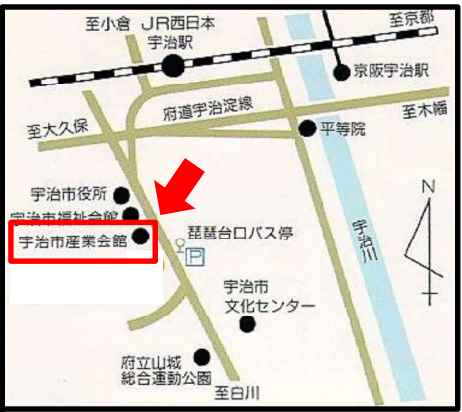 至小倉 JR西日本
宇治駅
至京都
京阪宇治駅
府道宇治淀線
至大久保
至木幡
平等院
宇治市役所
宇治市福祉会館
宇治市産業会館
琵琶台口バス停
P
宇治川
N
宇治市
文化センター
府立山城
総合運動公園
至白川